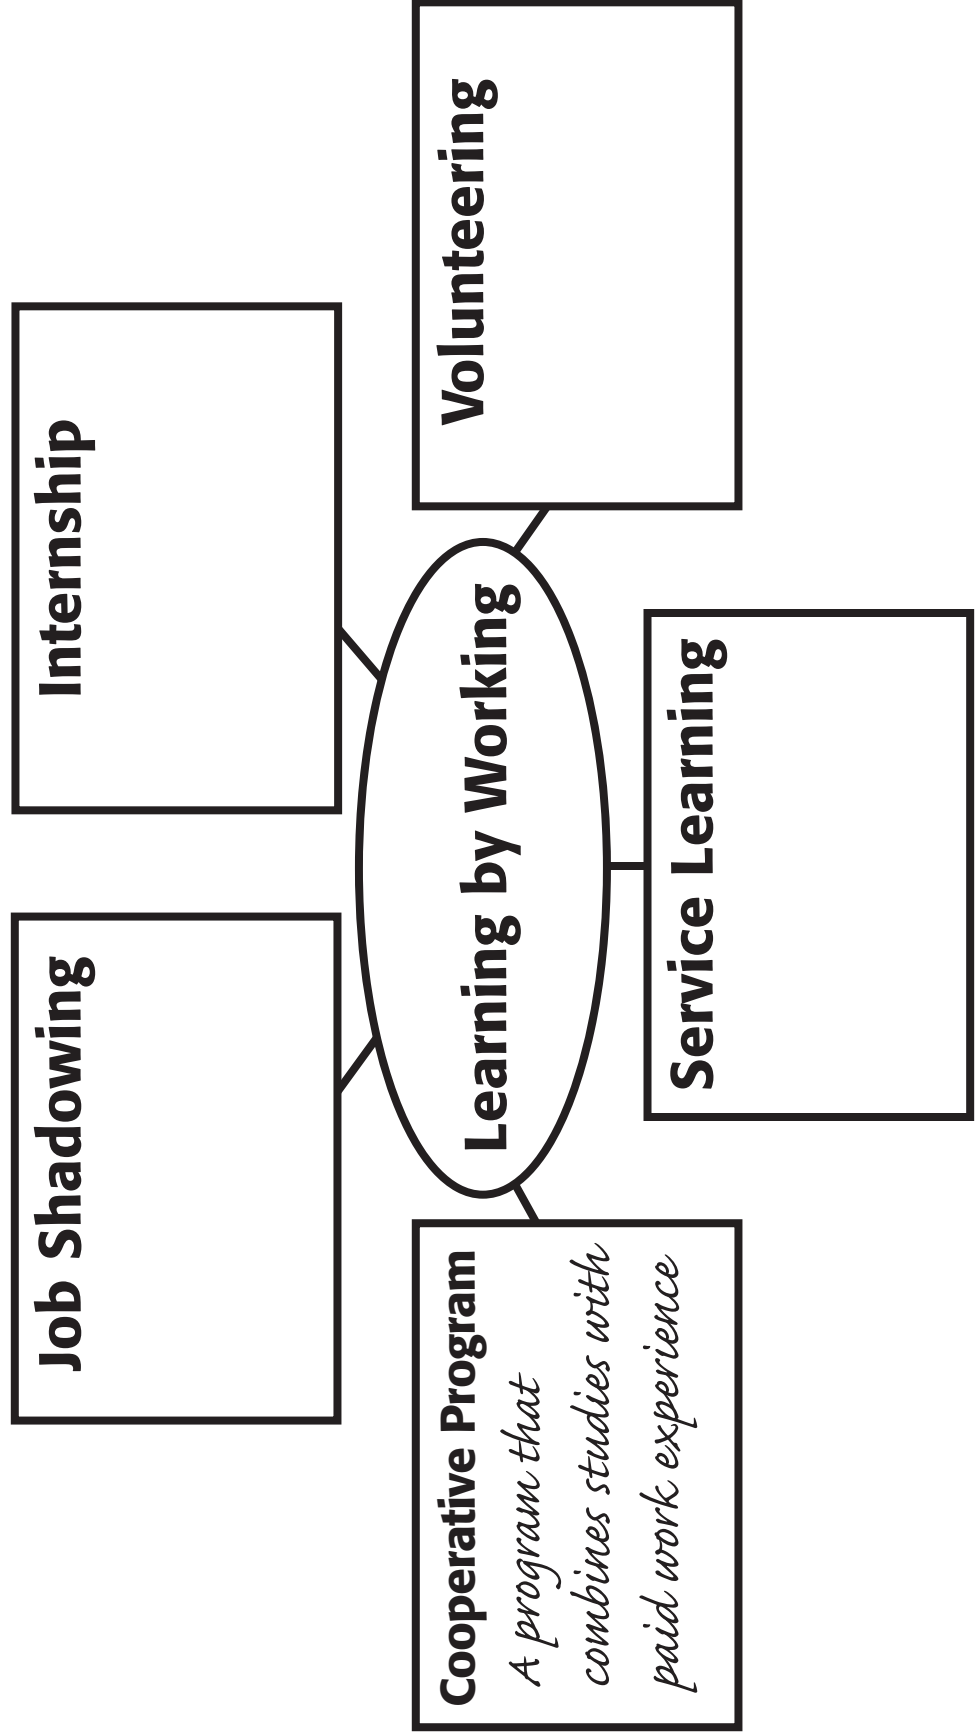 Job Shadowing
Internship
Cooperative Program
A program that
combines studies with
paid work experience
Learning by Working
Volunteering
Service Learning